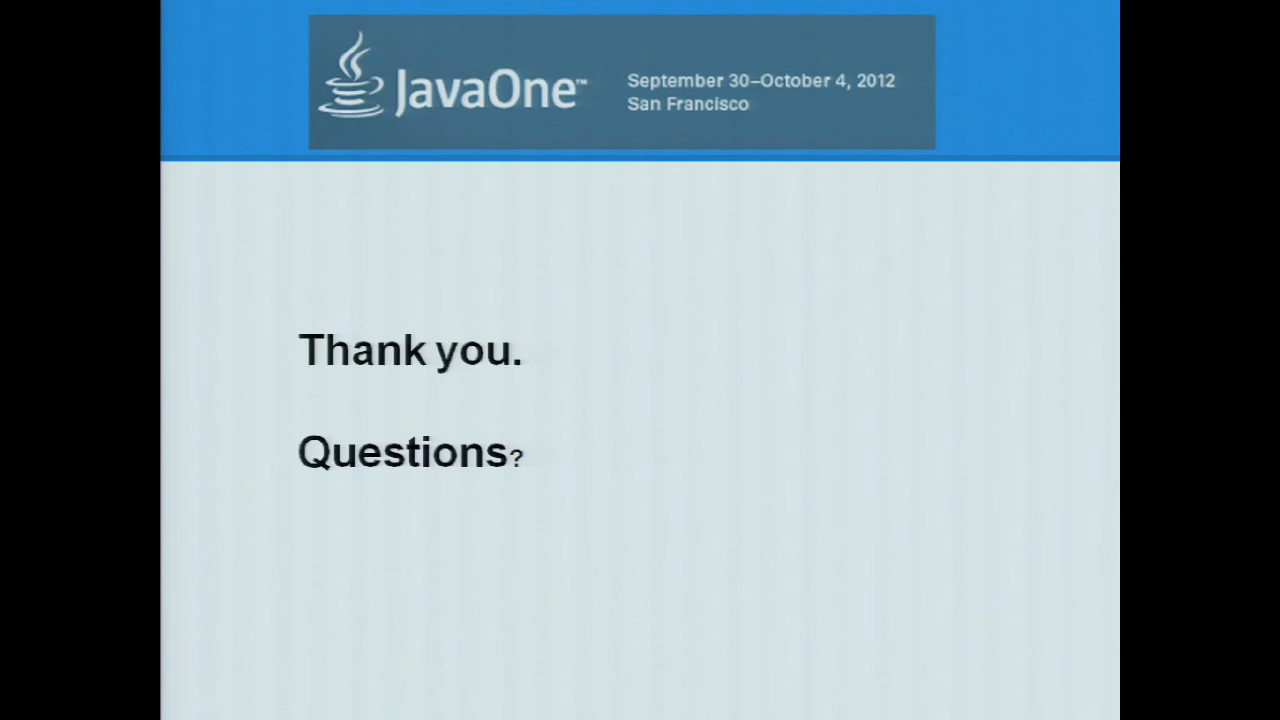 JavaOne™
September 30–October 4, 2012
San Francisco
Thank you.
Questions?